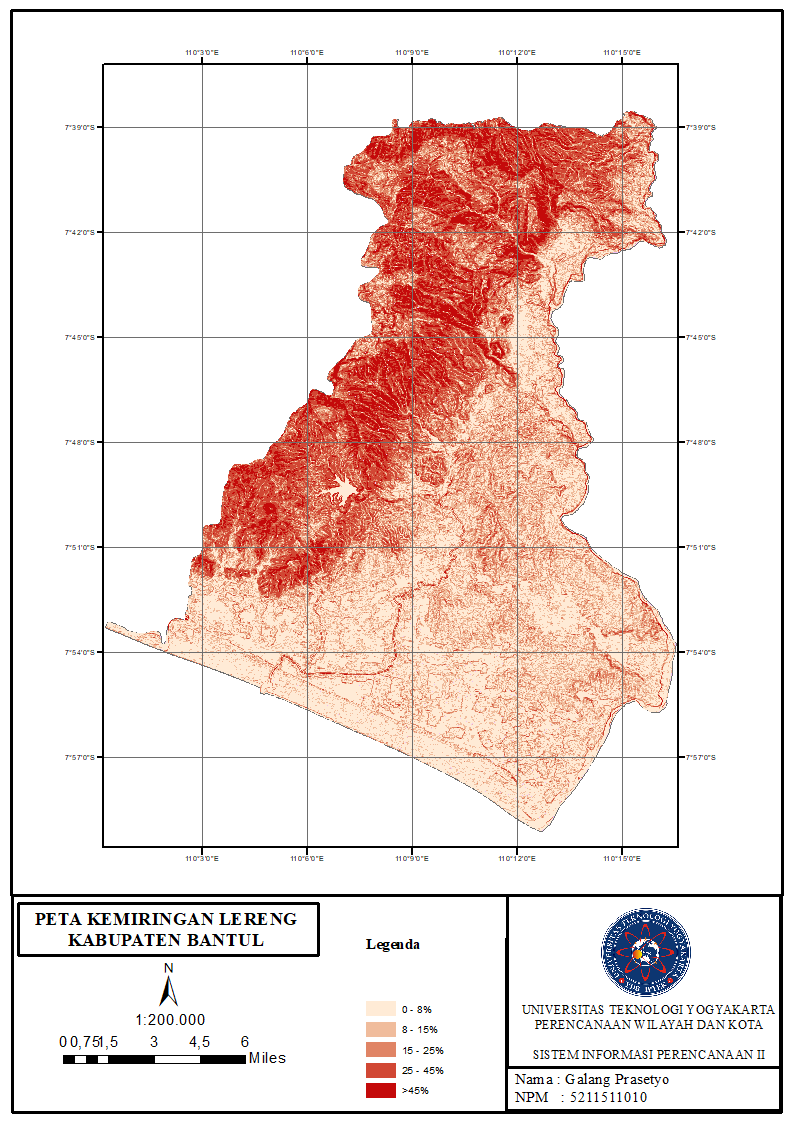 110°3'0"E 110°6'0"E 110°9'0"E 110°12'0"E 110°15'0"E
7°39'0"S 7°39'0"S
7°42'0"S 7°42'0"S
7°45'0"S 7°45'0"S
7°48'0"S 7°48'0"S
7°51'0"S 7°51'0"S
7°54'0"S 7°54'0"S
7°57'0"S 7°57'0"S
110°3'0"E 110°6'0"E 110°9'0"E 110°12'0"E 110°15'0"E
PETA KEMIRINGAN LERENG
KABUPATEN BANTUL
N
1:200.000
0 0,75 1,5 3 4,5 6
Miles
Legenda
0 - 8%
8 - 15%
15 - 25%
25 - 45%
>45%
UNIVERSITAS TEKNOLOGI YOGYAKARTA
UNIVERSITAS TEKNOLOGI YOGYAKARTA
PERENCANAAN WILAYAH DAN KOTA
SISTEM INFORMASI PERENCANAAN II
Nama : Galang Prasetyo
NPM : 5211511010